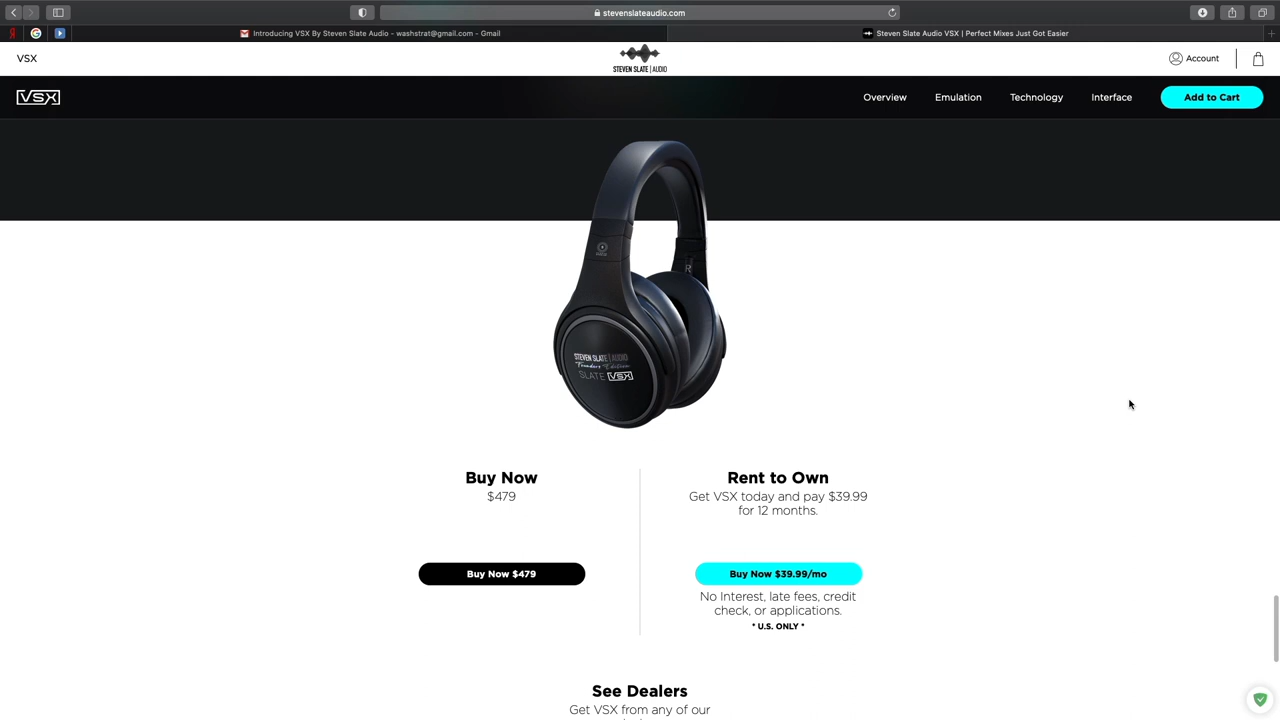 stevenslateaudio.com
Я
G
Introducing VSX By Steven Slate Audio - washstrat@gmail.com - Gmail
Steven Slate Audio VSX | Perfect Mixes Just Got Easier
VSX
STEVEN SLATE | AUDIO
Account
VSX
Overview
Emulation
Technology
Interface
Add to Cart
R
STEVEN SLATE | AUDIO
Founders Edition
SLATE VSX
Buy Now
$479
Buy Now $479
Rent to Own
Get VSX today and pay $39.99
for 12 months.
Buy Now $39.99/mo
No Interest, late fees, credit
check, or applications.
* U.S. ONLY *
See Dealers
Get VSX from any of our